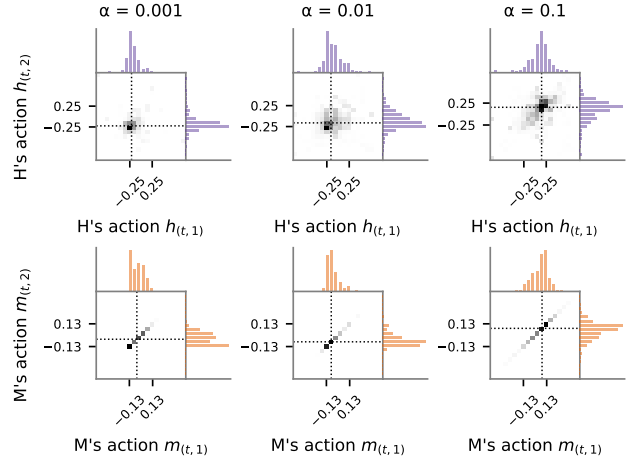 α = 0.001
α = 0.01
α = 0.1
H's action h(t, 2)
0.25
−0.25
0.25
−0.25
0.25
−0.25
−0.25
0.25
−0.25
0.25
−0.25
0.25
H's action h(t, 1)
H's action h(t, 1)
H's action h(t, 1)
M's action m(t, 2)
0.13
−0.13
0.13
−0.13
0.13
−0.13
−0.13
0.13
−0.13
0.13
−0.13
0.13
M's action m(t, 1)
M's action m(t, 1)
M's action m(t, 1)